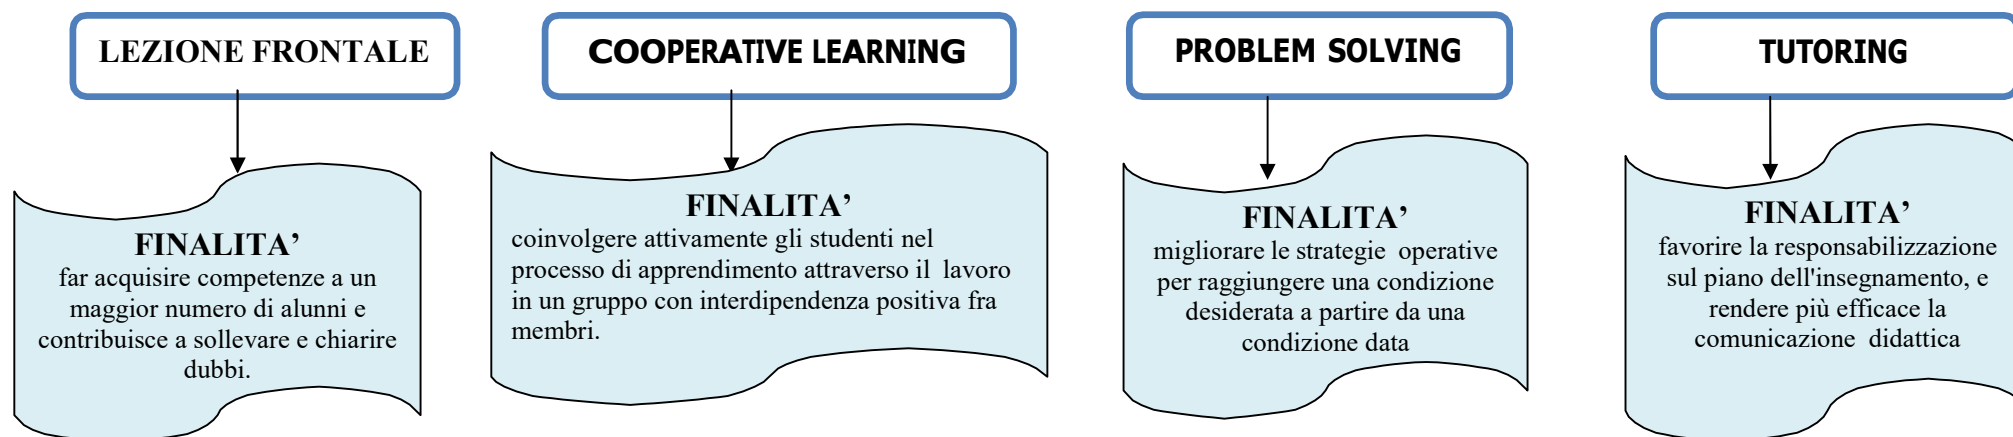 LEZIONE FRONTALE
FINALITA’
far acquisire competenze a un
maggior numero di alunni e
contribuisce a sollevare e chiarire
dubbi.
COOPERATIVE LEARNING
FINALITA’
coinvolgere attivamente gli studenti nel
processo di apprendimento attraverso il lavoro
in un gruppo con interdipendenza positiva fra
membri.
PROBLEM SOLVING
FINALITA’
migliorare le strategie operative
per raggiungere una condizione
desiderata a partire da una
condizione data
TUTORING
FINALITA’
favorire la responsabilizzazione
sul piano dell'insegnamento, e
rendere più efficace la
comunicazione didattica